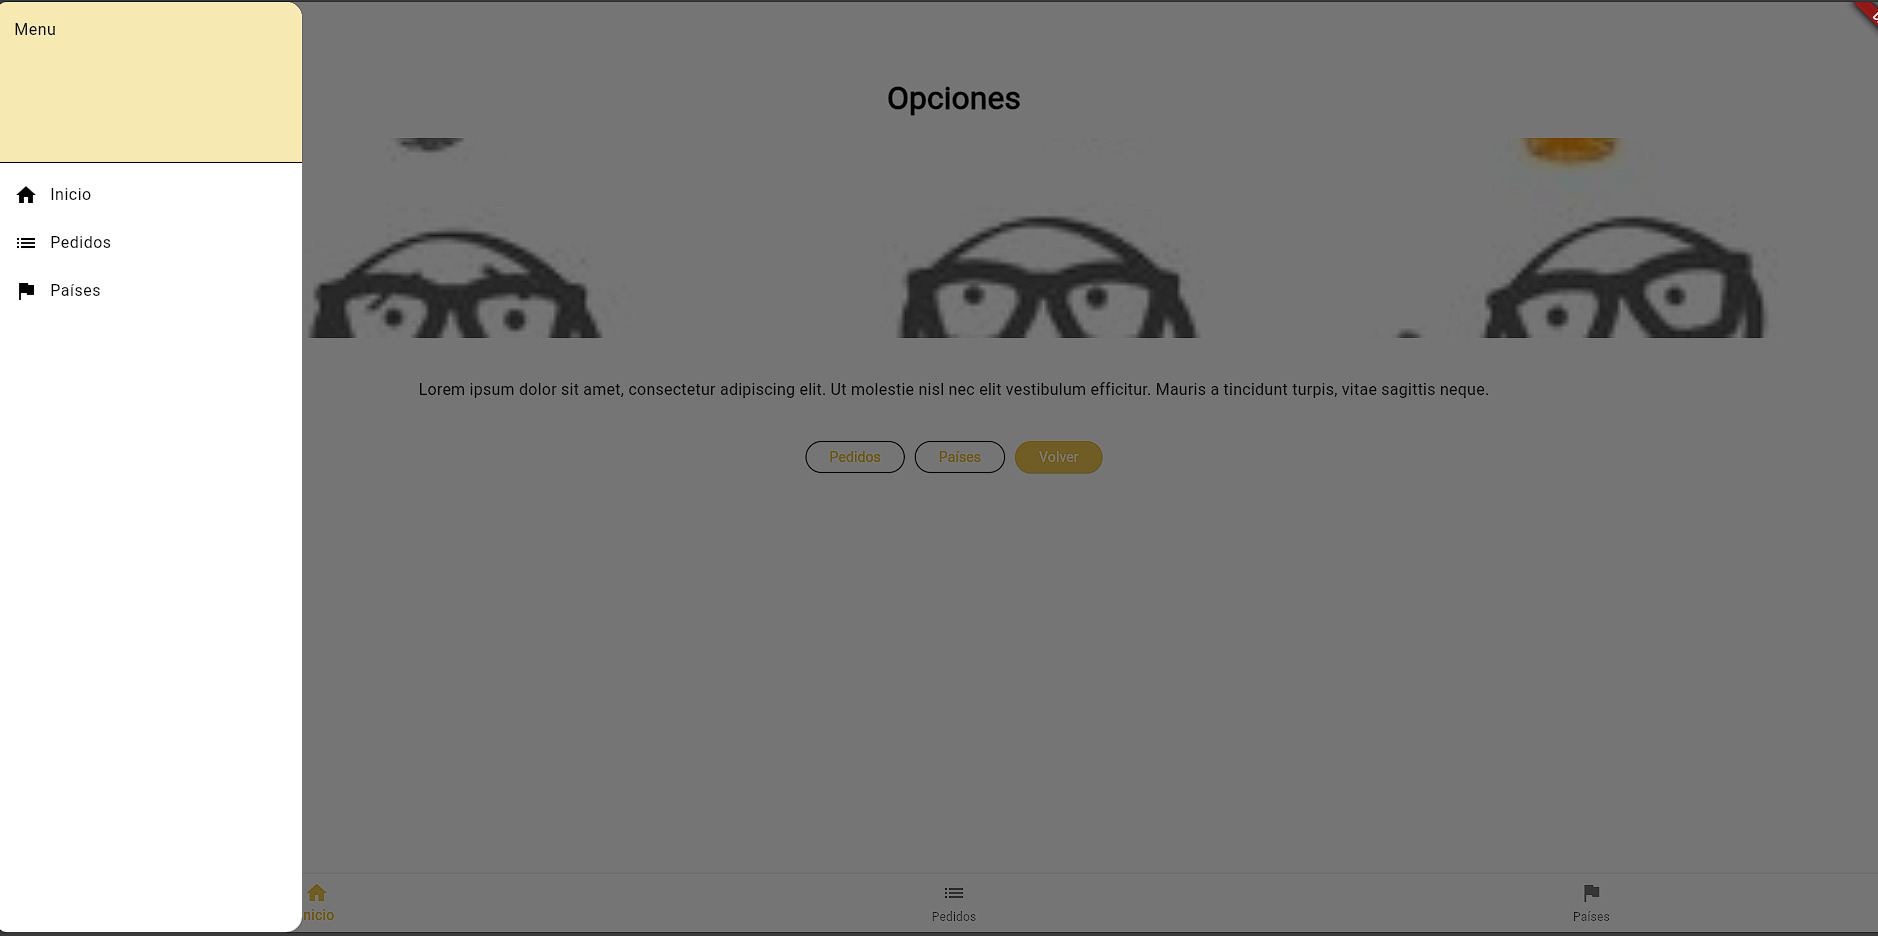 Menu
Inicio
Pedidos
Países
Opciones
Lorem ipsum dolor sit amet, consectetur adipiscing elit. Ut molestie nisl nec elit vestibulum efficitur. Mauris a tincidunt turpis, vitae sagittis neque.
Pedidos Países Volver
nicio Pedidos Países